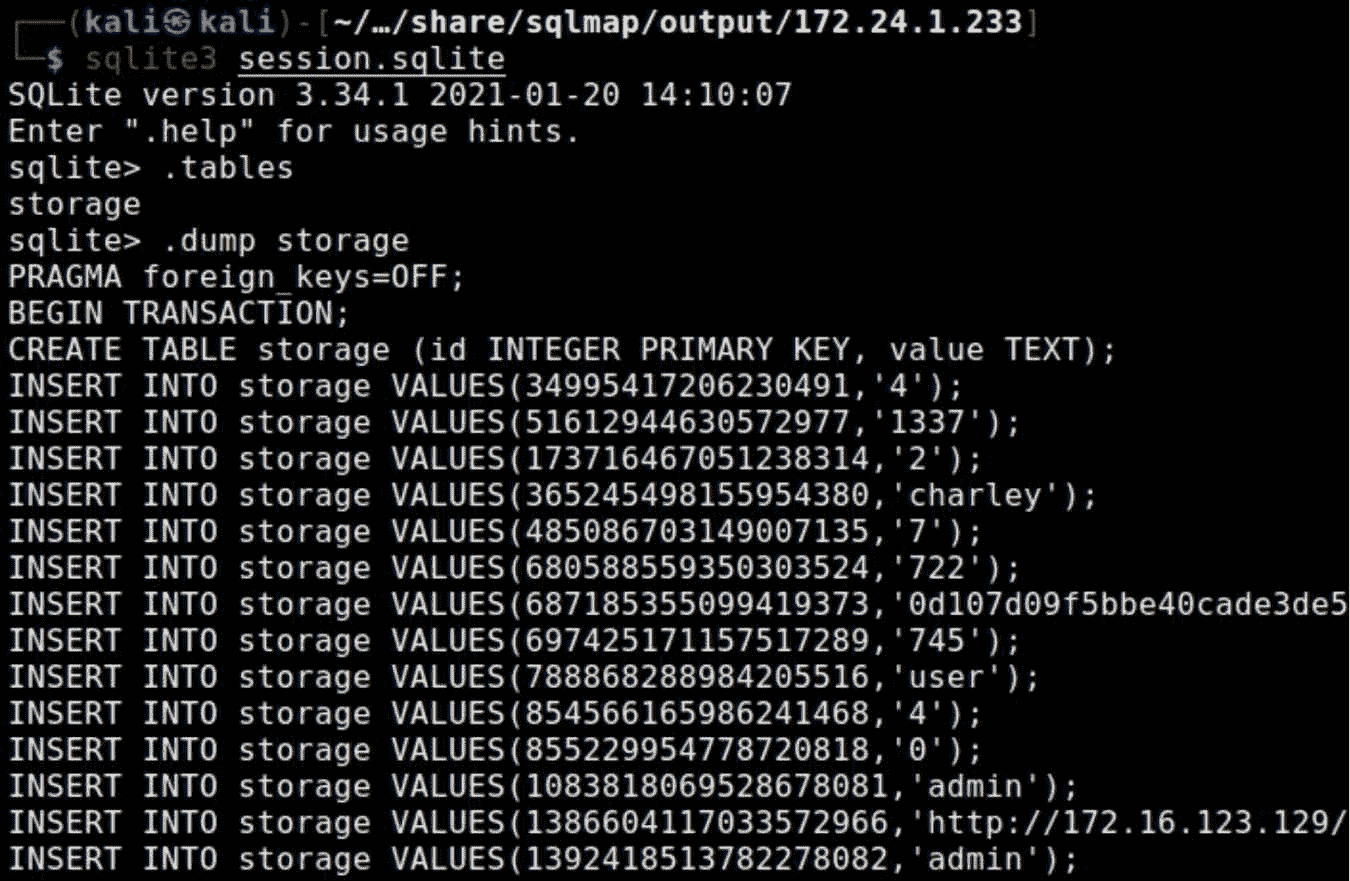 (kali㉿kali)-[~/…/share/sqlmap/output/172.24.1.233]
$ sqlite3 session.sqlite
SQLite version 3.34.1 2021-01-20 14:10:07
Enter ".help" for usage hints.
sqlite> .tables
storage
sqlite> .dump storage
PRAGMA foreign_keys=OFF;
BEGIN TRANSACTION;
CREATE TABLE storage (id INTEGER PRIMARY KEY, value TEXT);
INSERT INTO storage VALUES(34995417206230491,'4');
INSERT INTO storage VALUES(51612944630572977,'1337');
INSERT INTO storage VALUES(173716467051238314,'2');
INSERT INTO storage VALUES(365245498155954380,'charley');
INSERT INTO storage VALUES(485086703149007135,'7');
INSERT INTO storage VALUES(680588559350303524,'722');
INSERT INTO storage VALUES(687185355099419373,'0d107d09f5bbe40cade3de5
INSERT INTO storage VALUES(697425171157517289,'745');
INSERT INTO storage VALUES(788868288984205516,'user');
INSERT INTO storage VALUES(854566165986241468,'4');
INSERT INTO storage VALUES(855229954778720818,'0');
INSERT INTO storage VALUES(1083818069528678081,'admin');
INSERT INTO storage VALUES(1386604117033572966,'http://172.16.123.129/
INSERT INTO storage VALUES(1392418513782278082,'admin');